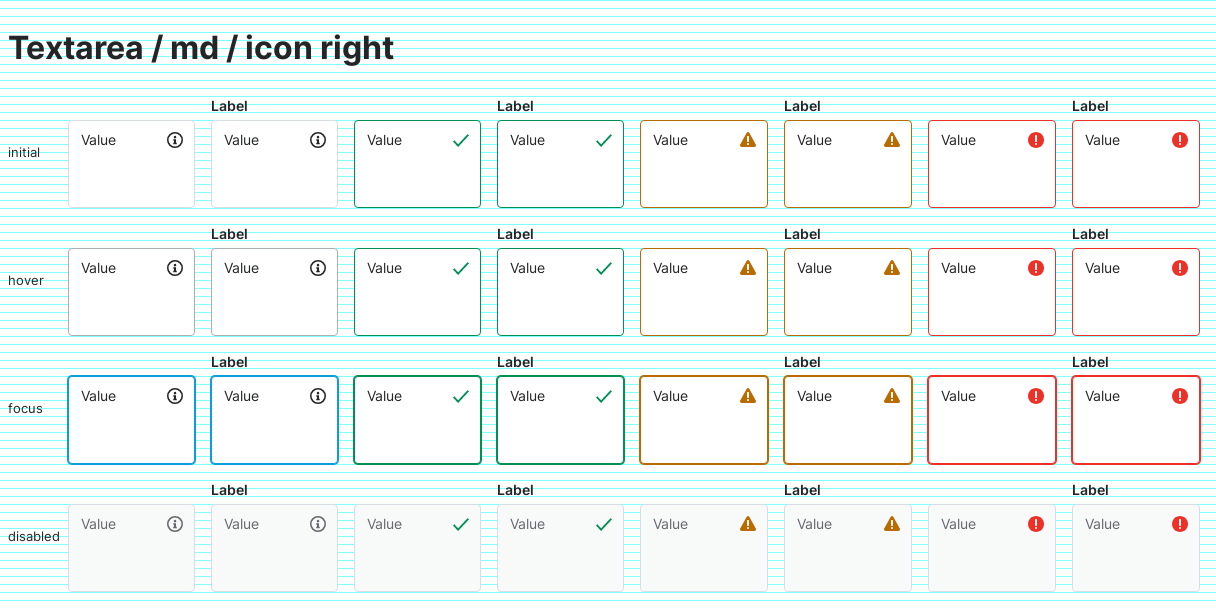 Textarea / md / icon right
Label Label Label Label
initial Value Value Value Value Value Value Value Value
Label Label Label Label
hover Value Value Value Value Value Value Value Value
Label Label Label Label
focus Value Value Value Value Value Value Value Value
Label Label Label Label
disabled Value Value Value Value Value Value Value Value